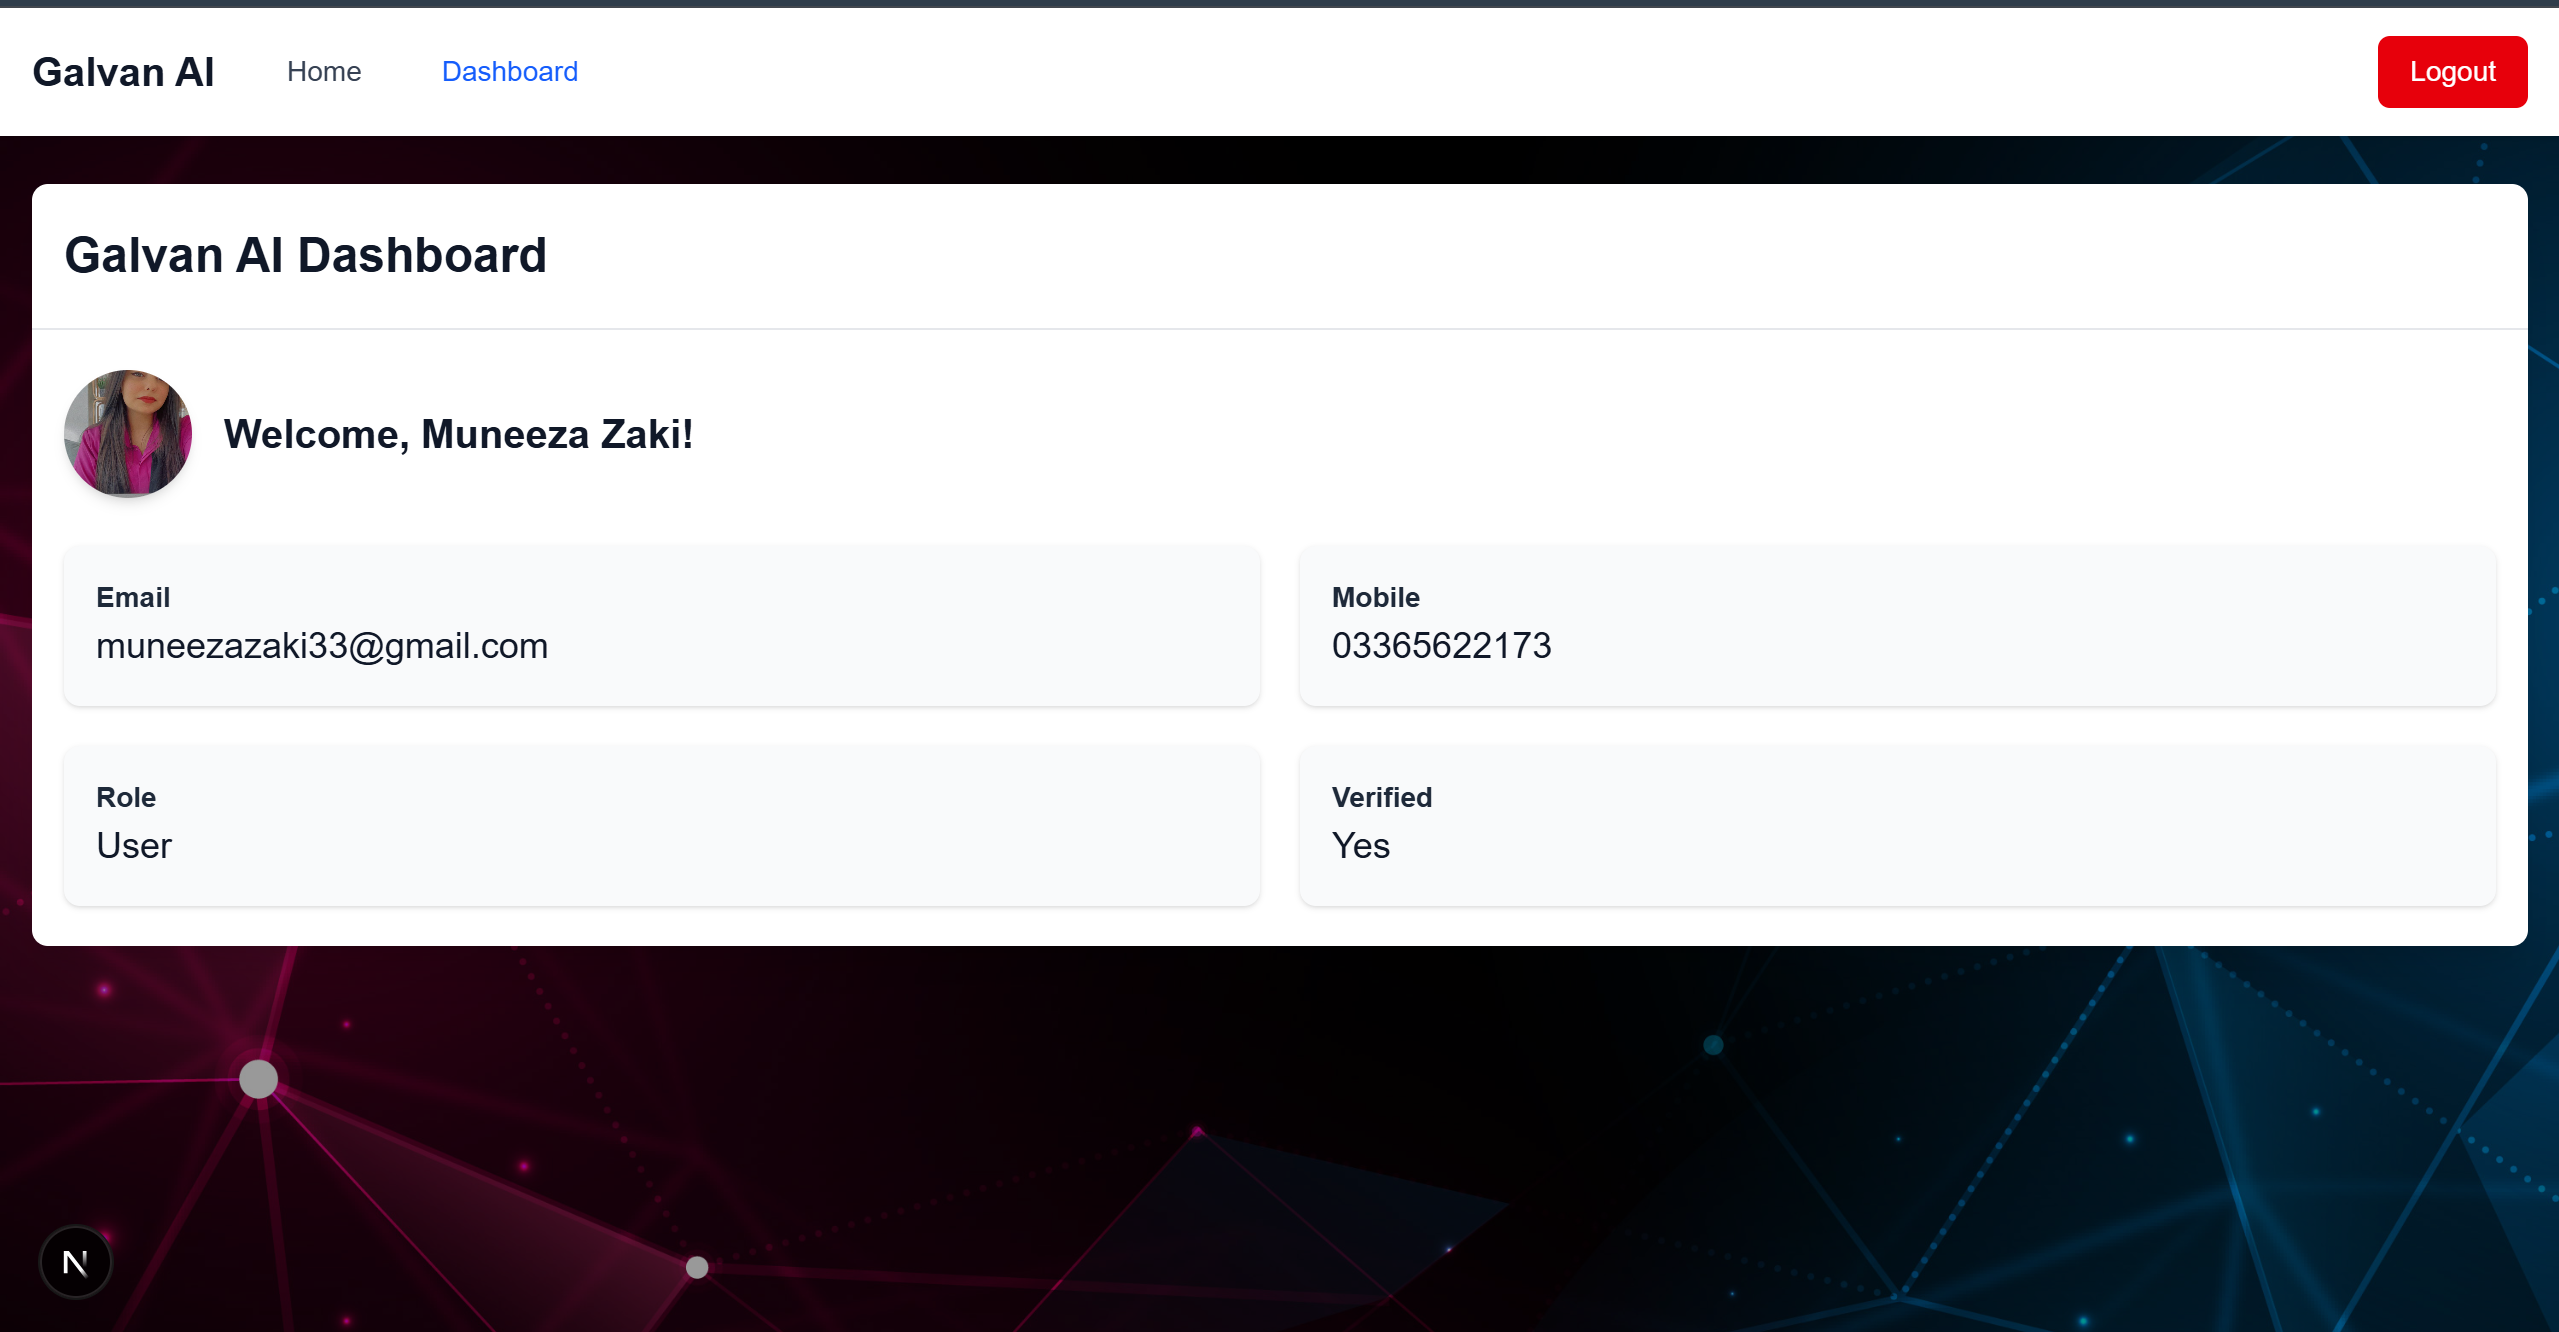 Galvan AI
Home
Dashboard
Logout
Galvan AI Dashboard
Welcome, Muneeza Zaki!
Email
muneezazaki33@gmail.com
Mobile
03365622173
Role
User
Verified
Yes
N